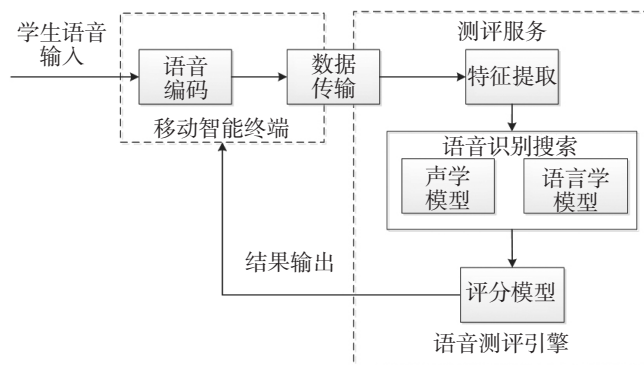 学生语音
输入
语音
编码
移动智能终端
数据
传输
测评服务
特征提取
语音识别搜索
声学
模型
语言学
模型
结果输出
评分模型
语音测评引擎